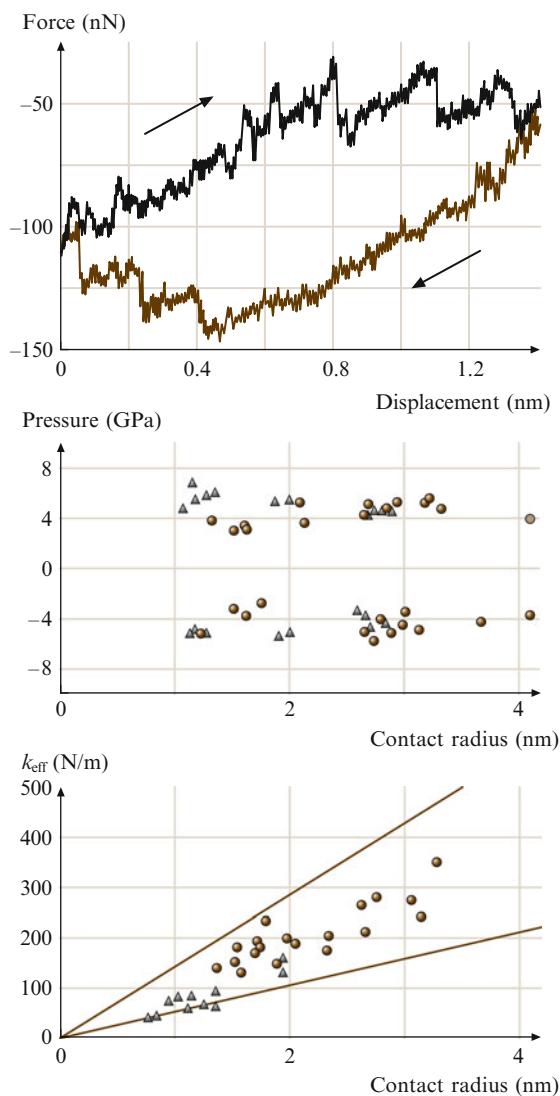 Force (nN)
−50
−100
−150
0 0.4 0.8 1.2
Displacement (nm)
Pressure (GPa)
8
4
0
−4
−8
0 2 4
Contact radius (nm)
keff (N/m)
500
400
300
200
100
0
0 2 4
Contact radius (nm)